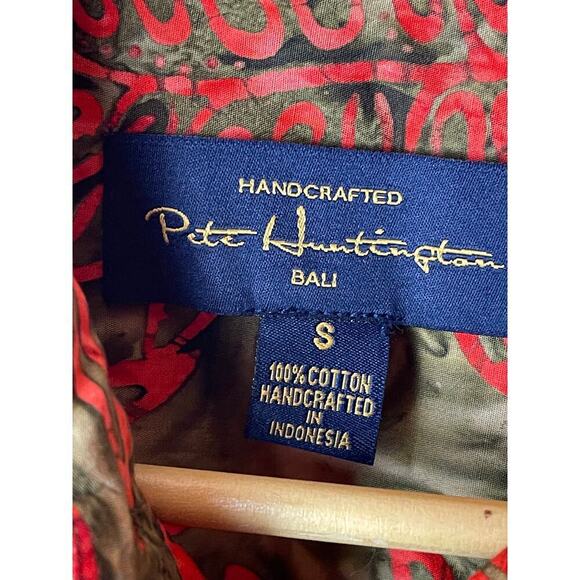 HANDCRAFTED
Pete Huntington
BALI
S
100% COTTON
HANDCRAFTED
IN
INDONESIA